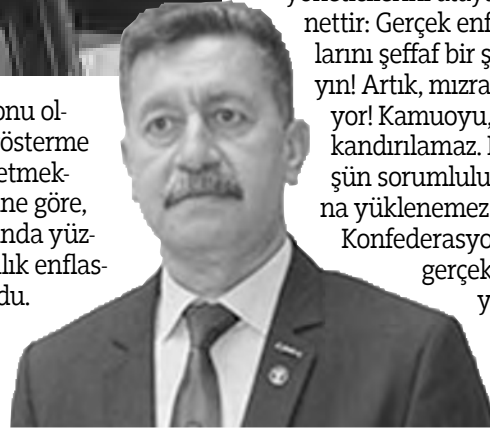 onu ol-
österme
etmek-
ne göre,
nda yüz-
lık enflas-
du.
nettir: Gerçek enf
larını şeffaf bir ş
yın! Artık, mızra
yor! Kamuoyu,
kandırılamaz.
şün sorumlulu
na yüklenemez
Konfederasyo
gerçek
y